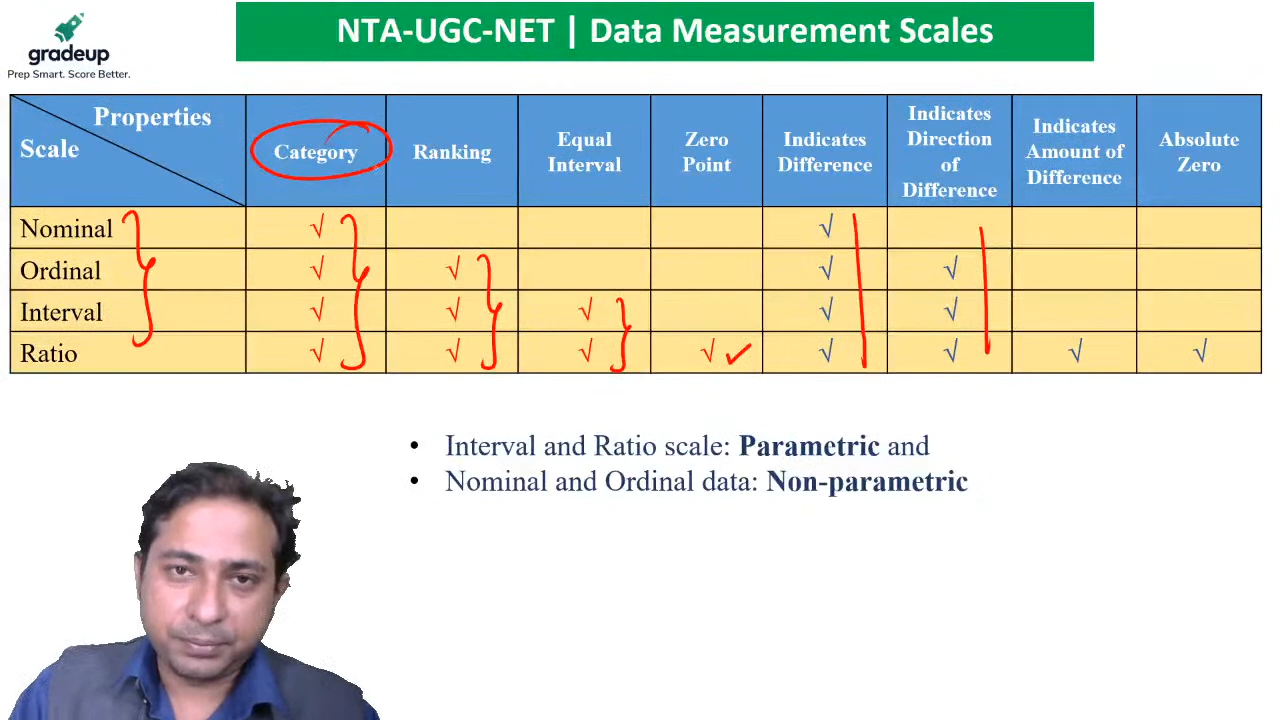 gradeup
Prep Smart. Score Better.
NTA-UGC-NET | Data Measurement Scales
Properties
Scale
Category
Ranking
Equal
Interval
Zero
Point
Indicates
Difference
Indicates
Direction
of
Difference
Indicates
Amount of
Difference
Absolute
Zero
Nominal √ √
Ordinal √ √ √ √
Interval √ √ √ √ √
Ratio √ √ √ √ √ √ √ √
• Interval and Ratio scale: Parametric and
• Nominal and Ordinal data: Non-parametric